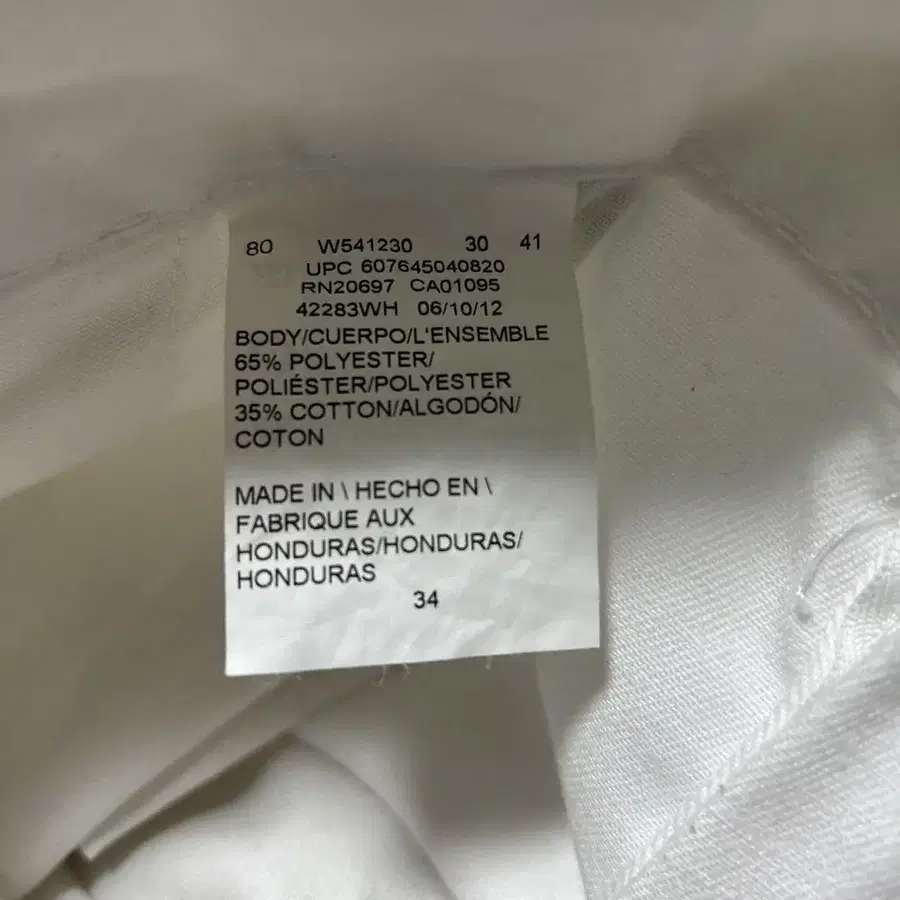 80 W541230 30 41
UPC 607645040820
RN20697 CA01095
42283WH 06/10/12
BODY/CUERPO/L'ENSEMBLE
65% POLYESTER/
POLIÉSTER/POLYESTER
35% COTTON/ALGODÓN/
COTON
MADE IN \ HECHO EN \
FABRIQUE AUX
HONDURAS/HONDURAS/
HONDURAS
34